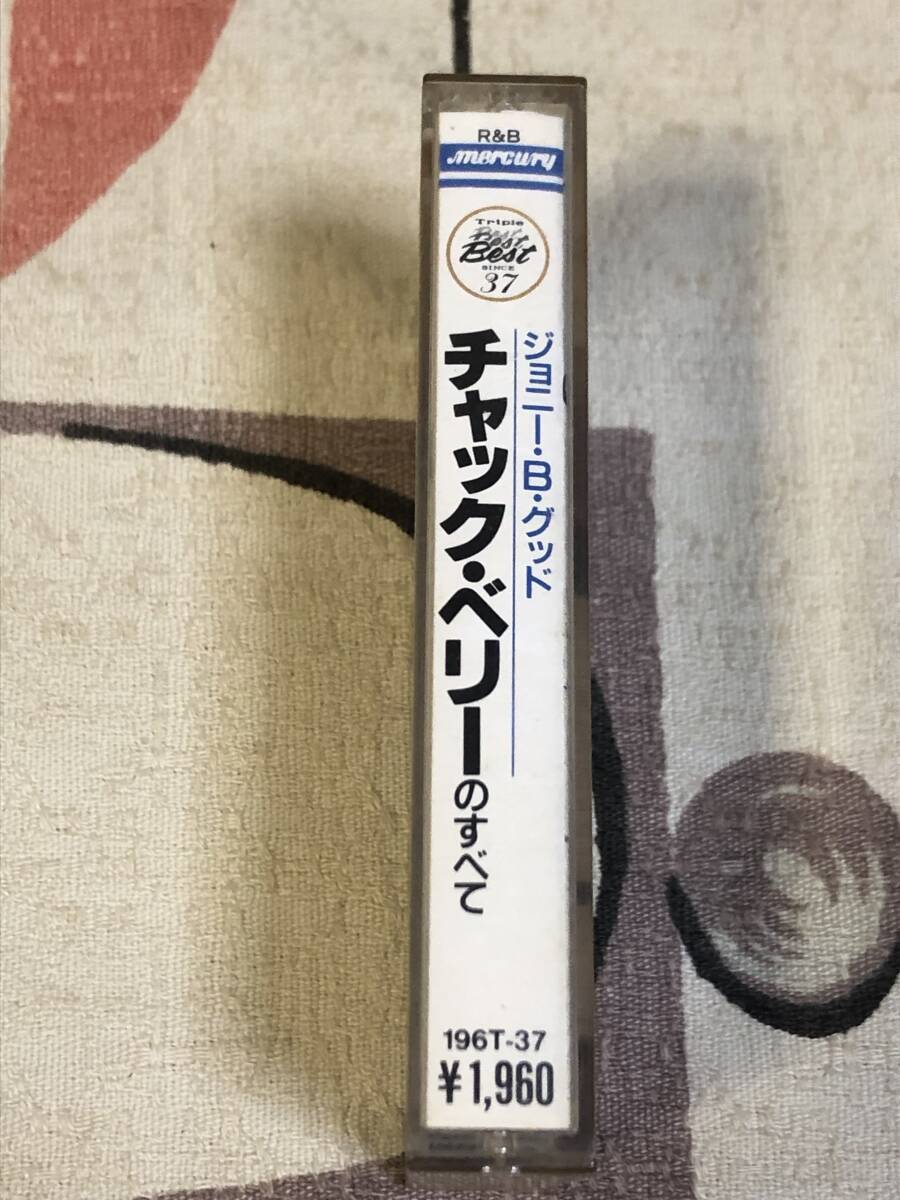 R&B
mercury
Triple
Best
Best
Best
SINCE
37
ジョニー・B・グッド
チャック・ベリーのすべて
196T-37
¥1,960